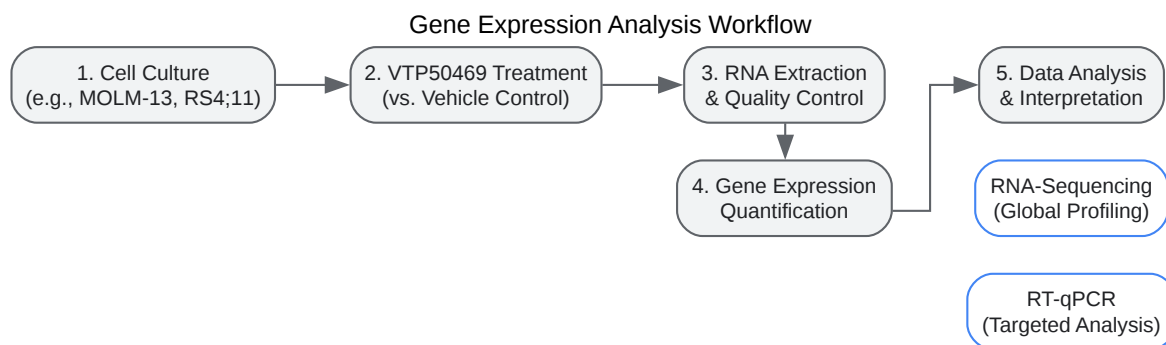 Gene Expression Analysis Workflow
1. Cell Culture
(e.g., MOLM-13, RS4;11)
2. VTP50469 Treatment
(vs. Vehicle Control)
3. RNA Extraction
& Quality Control
4. Gene Expression
Quantification
5. Data Analysis
& Interpretation
RNA-Sequencing
(Global Profiling)
RT-qPCR
(Targeted Analysis)